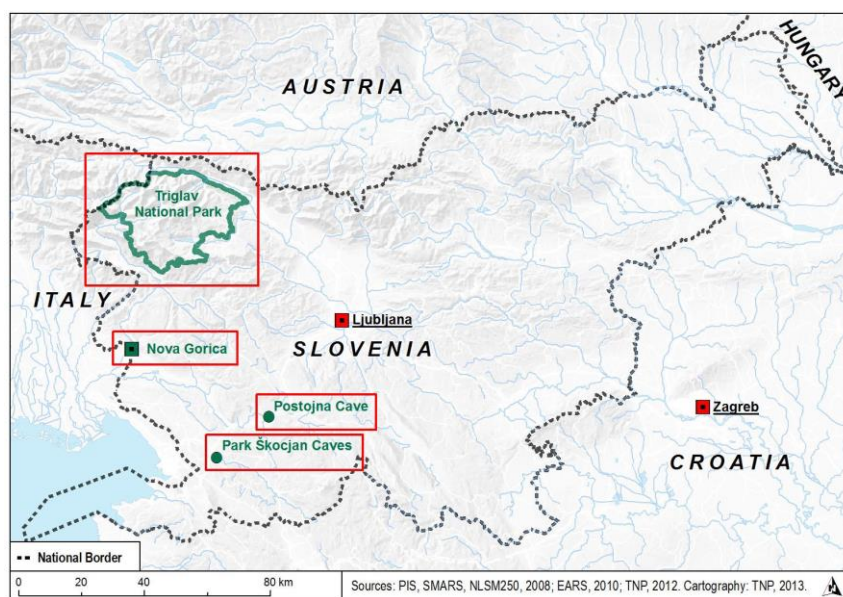 AUSTRIA
HUNGARY
Triglav
National Park
ITALY
Ljubljana
Nova Gorica
SLOVENIA
Postojna Cave
Zagreb
Park Škocjan Caves
CROATIA
National Border
0 20 40 80 km
Sources: PIS, SMARS, NLSM250, 2008; EARS, 2010; TNP, 2012. Cartography: TNP, 2013.
N